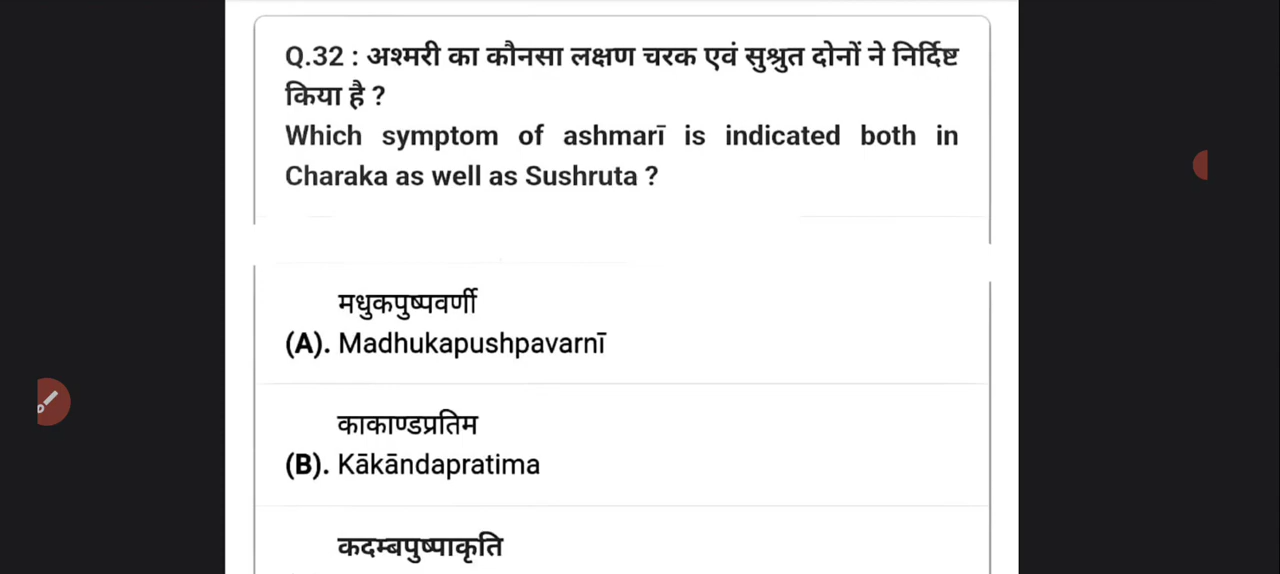 Q.32 : अश्मरी का कौनसा लक्षण चरक एवं सुश्रुत दोनों ने निर्दिष्ट
किया है ?
Which symptom of ashmarī is indicated both in
Charaka as well as Sushruta ?
मधुकपुष्पवर्णी
(A). Madhukapushpavarnī
काकाण्डप्रतिम
(B). Kākāndapratima
कदम्बपुष्पाकृति